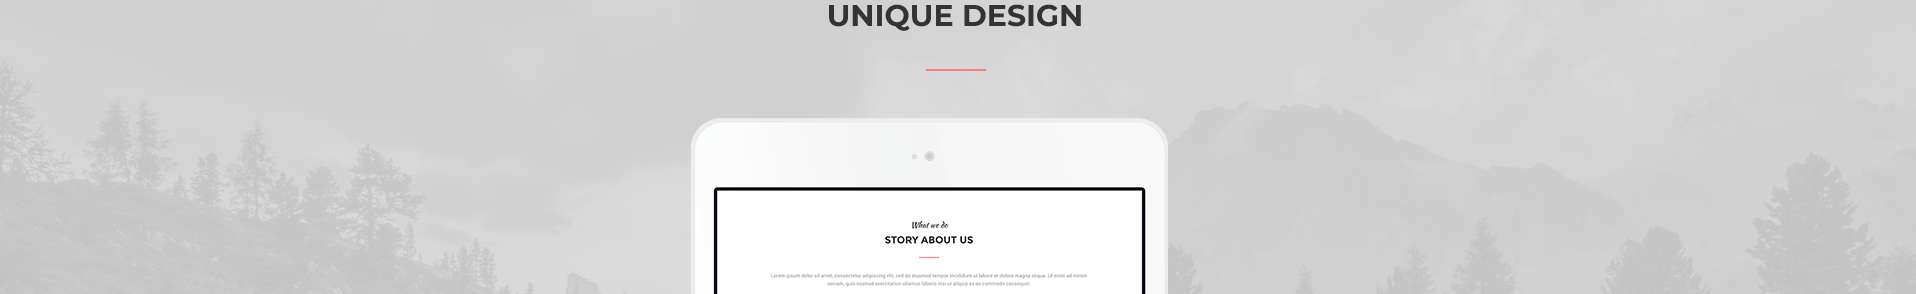 UNIQUE DESIGN
What we do
STORY ABOUT US
Lorem ipsum dolor sit amet, consectetur adipiscing elit, sed do eiusmod tempor incididunt ut labore et dolore magna aliqua. Ut enim ad minim
veniam, quis nostrud exercitation ullamco laboris nisi ut aliquip ex ea commodo consequat.